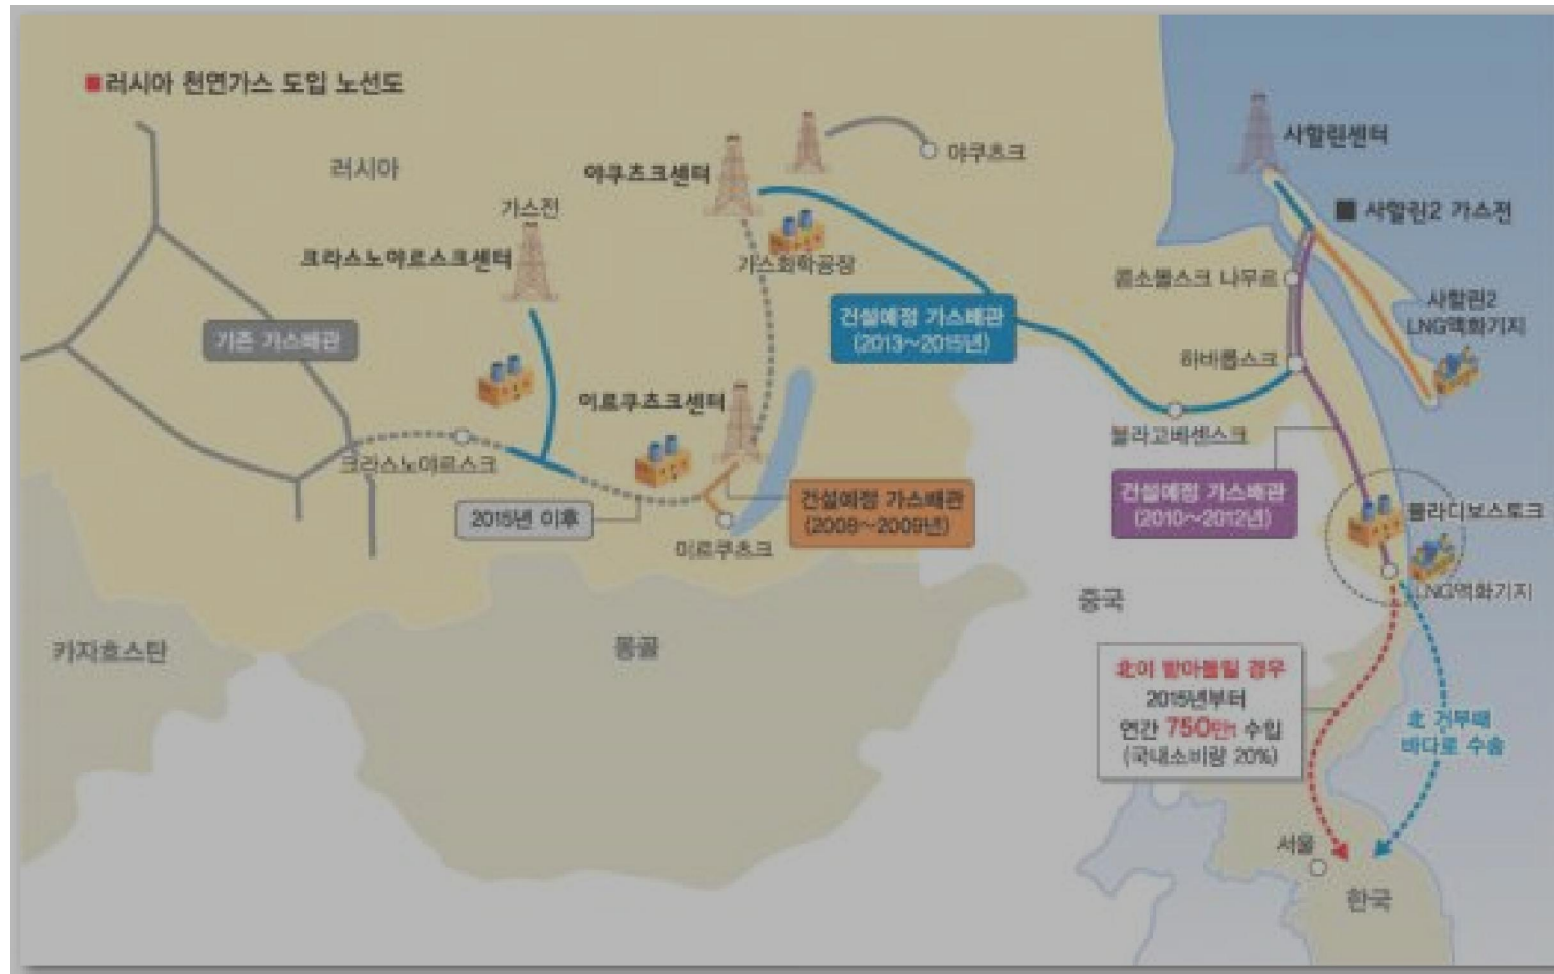 ■러시아 천연가스 도입 노선도
러시아
가스전
크라스노야르스크센터
야쿠츠크센터
야쿠츠크
가스화학공장
사할린센터
■ 사할린2 가스전
콤소몰스크 나무르
사할린2
LNG액화기지
기존 가스배관
건설예정 가스배관
(2013~2015년)
하바롭스크
이르쿠츠크센터
블라고베센스크
크라스노야르스크
2015년 이후
건설예정 가스배관
(2008~2009년)
이르쿠츠크
건설예정 가스배관
(2010~2012년)
블라디보스토크
LNG액화기지
중국
카자흐스탄
몽골
北이 받아들일 경우
2015년부터
연간 750만t 수입
(국내소비량 20%)
北 거부때
바다로 수송
서울
한국